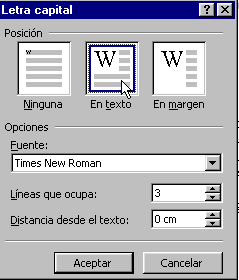 Letra capital
Posición
W W W
Ninguna En texto En margen
Opciones
Fuente:
Times New Roman
Líneas que ocupa: 3
Distancia desde el texto: 0 cm
Aceptar Cancelar